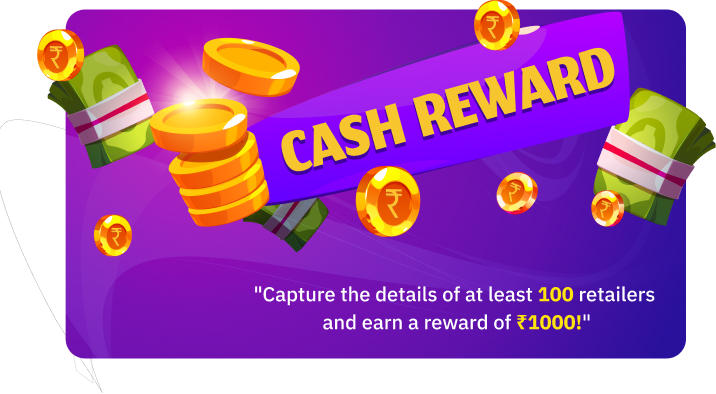 CASH REWARD
"Capture the details of at least 100 retailers
and earn a reward of ₹1000!"
₹
₹
₹
₹
₹
₹